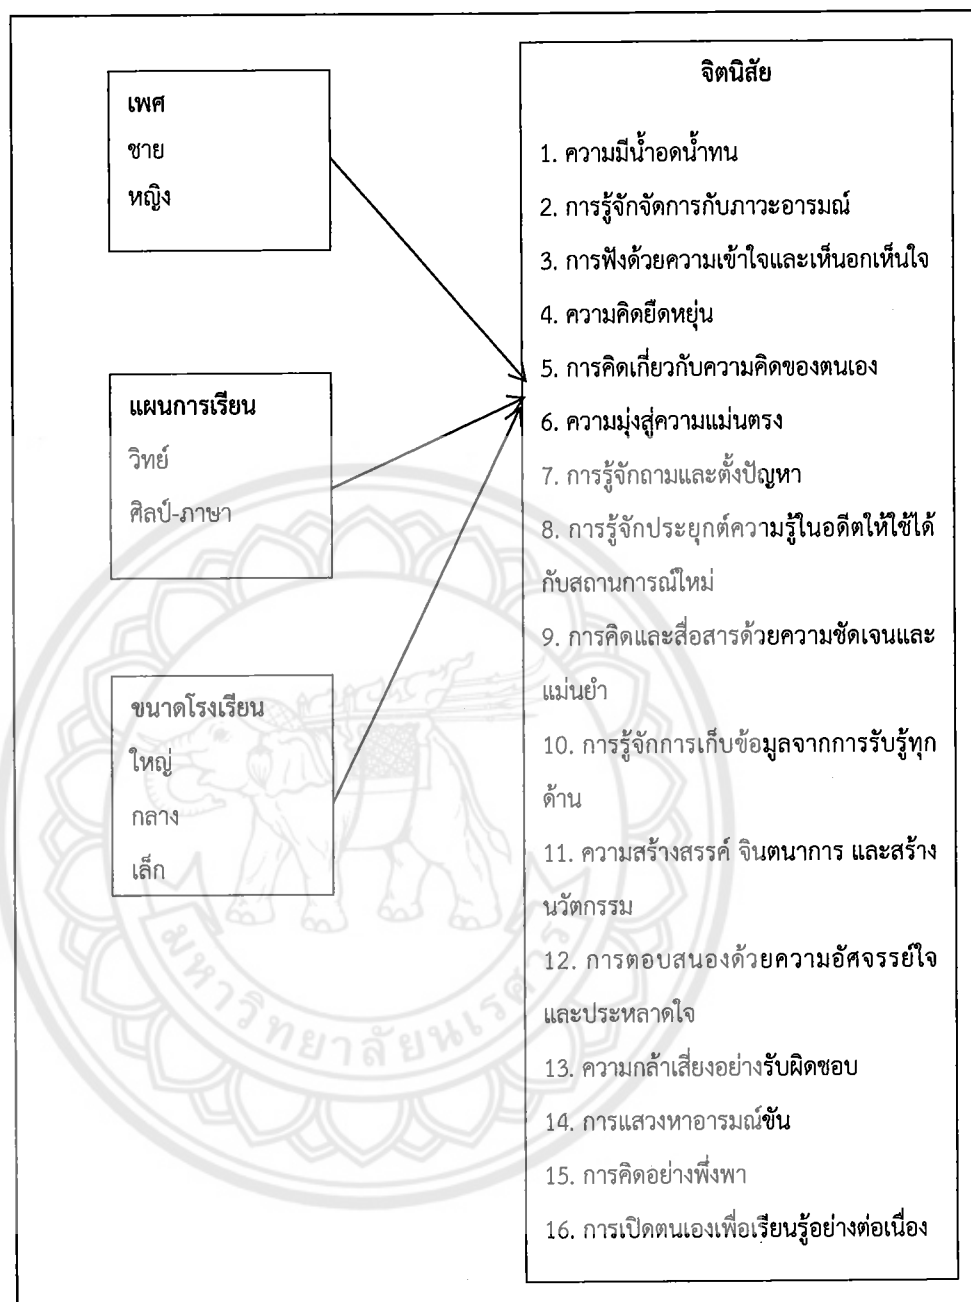 เพศ
ชาย
หญิง
แผนการเรียน
วิทย์
ศิลป์-ภาษา
ขนาดโรงเรียน
ใหญ่
กลาง
เล็ก
จิตนิสัย
1. ความมีน้ำอดน้ำทน
2. การรู้จักจัดการกับภาวะอารมณ์
3. การฟังด้วยความเข้าใจและเห็นอกเห็นใจ
4. ความคิดยืดหยุ่น
5. การคิดเกี่ยวกับความคิดของตนเอง
6. ความมุ่งสู่ความแม่นตรง
7. การรู้จักถามและตั้งปัญหา
8. การรู้จักประยุกต์ความรู้ในอดีตให้ใช้ได้
กับสถานการณ์ใหม่
9. การคิดและสื่อสารด้วยความชัดเจนและ
แม่นยำ
10. การรู้จักการเก็บข้อมูลจากการรับรู้ทุก
ด้าน
11. ความสร้างสรรค์ จินตนาการ และสร้าง
นวัตกรรม
12. การตอบสนองด้วยความอัศจรรย์ใจ
และประหลาดใจ
13. ความกล้าเสี่ยงอย่างรับผิดชอบ
14. การแสวงหาอารมณ์ขัน
15. การคิดอย่างพึ่งพา
16. การเปิดตนเองเพื่อเรียนรู้อย่างต่อเนื่อง
มหาวิทยาลัยนเรศวร